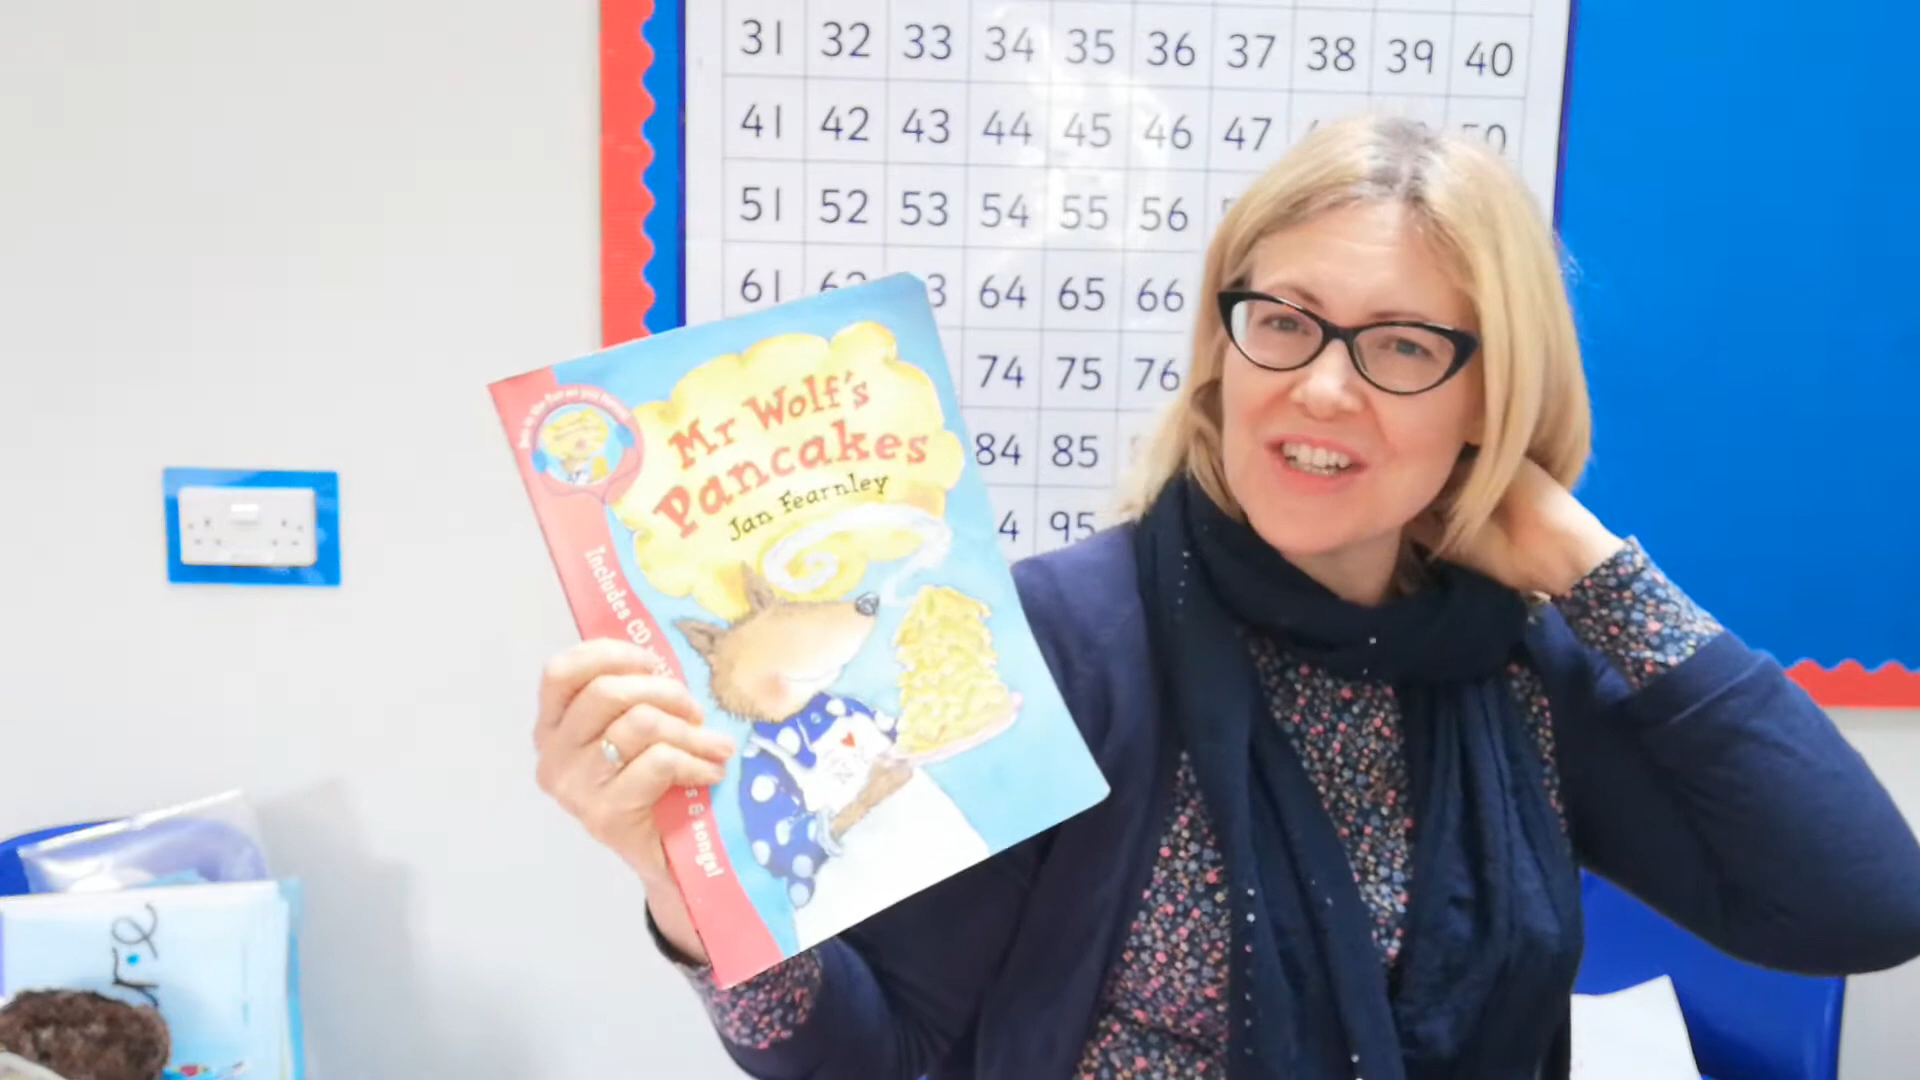 31 32 33 34 35 36 37 38 39 40
41 42 43 44 45 46 47 50
51 52 53 54 55 56
61 64 65 66
74 75 76
84 85
95
Mr Wolf's
Pancakes
Jan Fearnley
Includes CD
& songs!